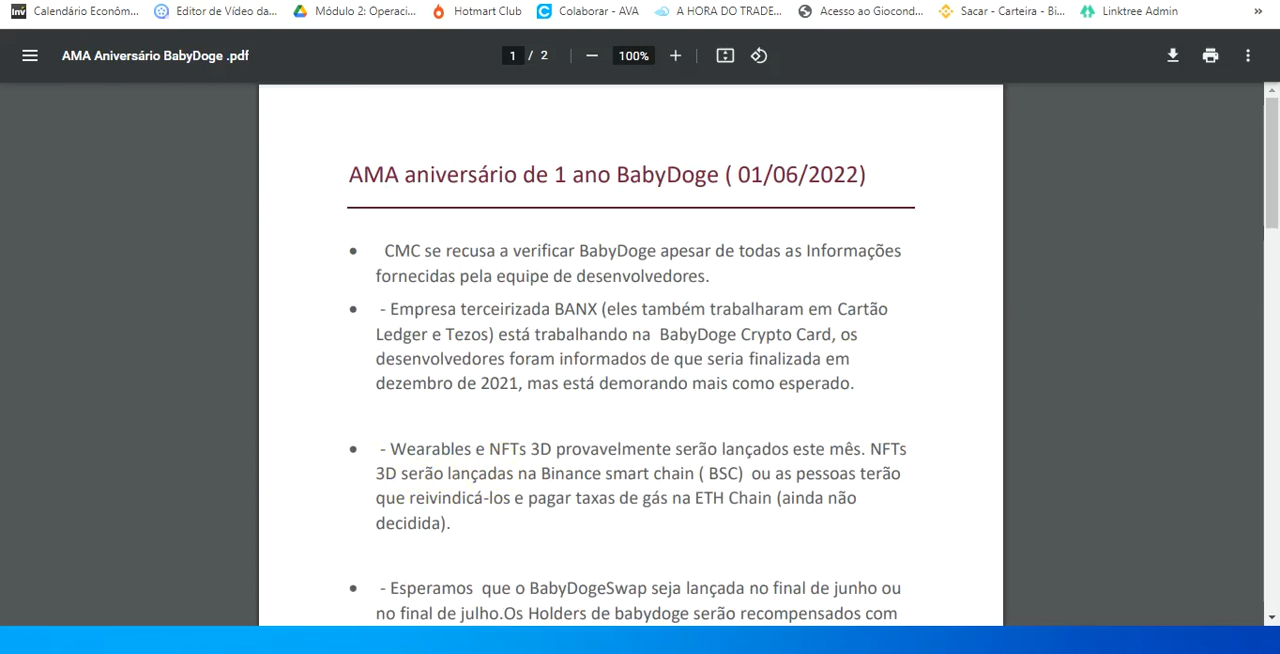 Calendário Econôm...
Editor de Vídeo da...
Módulo 2: Operaci...
Hotmart Club
Colaborar - AVA
A HORA DO TRADE...
Acesso ao Giocond...
Sacar - Carteira - Bi...
Linktree Admin
»
AMA Aniversário BabyDoge .pdf
1 / 2
100%
AMA aniversário de 1 ano BabyDoge ( 01/06/2022)
• CMC se recusa a verificar BabyDoge apesar de todas as Informações
fornecidas pela equipe de desenvolvedores.
• - Empresa terceirizada BANX (eles também trabalharam em Cartão
Ledger e Tezos) está trabalhando na BabyDoge Crypto Card, os
desenvolvedores foram informados de que seria finalizada em
dezembro de 2021, mas está demorando mais como esperado.
• - Wearables e NFTs 3D provavelmente serão lançados este mês. NFTs
3D serão lançadas na Binance smart chain ( BSC) ou as pessoas terão
que reivindicá-los e pagar taxas de gás na ETH Chain (ainda não
decidida).
• - Esperamos que o BabyDogeSwap seja lançada no final de junho ou
no final de julho.Os Holders de babydoge serão recompensados com